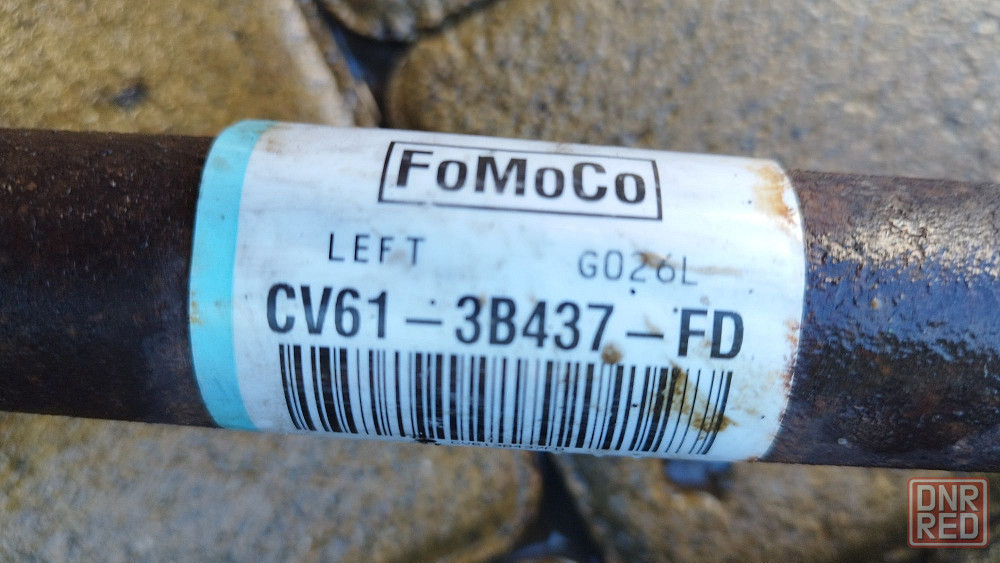 FoMoCo
LEFT G026L
CV61-3B437-FD
DNR
RED